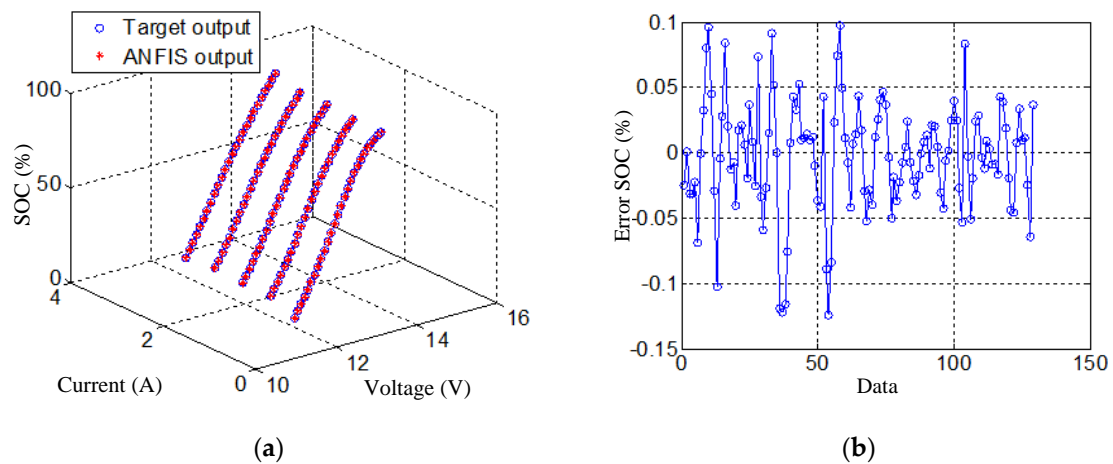 Target output
ANFIS output
100
50
0
SOC (%)
4
2
0
Current (A)
10
12
14
16
Voltage (V)
(a)
0.1
0.05
0
-0.05
-0.1
-0.15
Error SOC (%)
0
50
100
150
Data
(b)